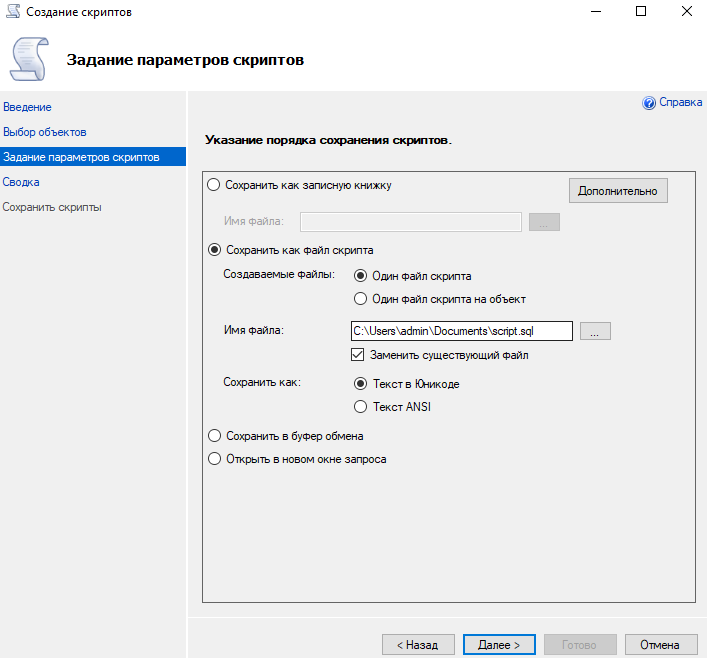 Создание скриптов
Задание параметров скриптов
Введение
Выбор объектов
Задание параметров скриптов
Сводка
Сохранить скрипты
Справка
Указание порядка сохранения скриптов.
Сохранить как записную книжку
Дополнительно
Имя файла:
...
Сохранить как файл скрипта
Создаваемые файлы:
Один файл скрипта
Один файл скрипта на объект
Имя файла:
C:\Users\admin\Documents\script.sql
...
Заменить существующий файл
Сохранить как:
Текст в Юникоде
Текст ANSI
Сохранить в буфер обмена
Открыть в новом окне запроса
< Назад
Далее >
Готово
Отмена